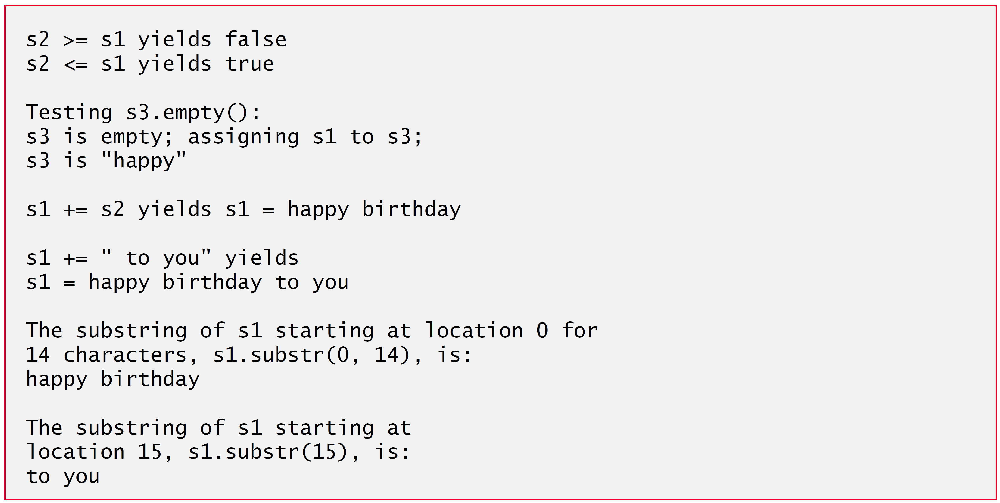 s2 >= s1 yields false
s2 <= s1 yields true
Testing s3.empty():
s3 is empty; assigning s1 to s3;
s3 is "happy"
s1 += s2 yields s1 = happy birthday
s1 += " to you" yields
s1 = happy birthday to you
The substring of s1 starting at location 0 for
14 characters, s1.substr(0, 14), is:
happy birthday
The substring of s1 starting at
location 15, s1.substr(15), is:
to you